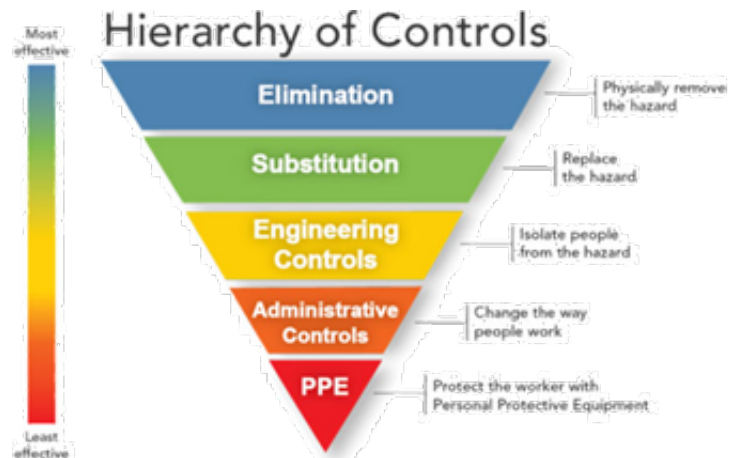 Hierarchy of Controls
Most
effective
Elimination
Physically remove
the hazard
Substitution
Replace
the hazard
Engineering
Controls
Isolate people
from the hazard
Administrative
Controls
Change the way
people work
PPE
Protect the worker with
Personal Protective Equipment
Least
effective